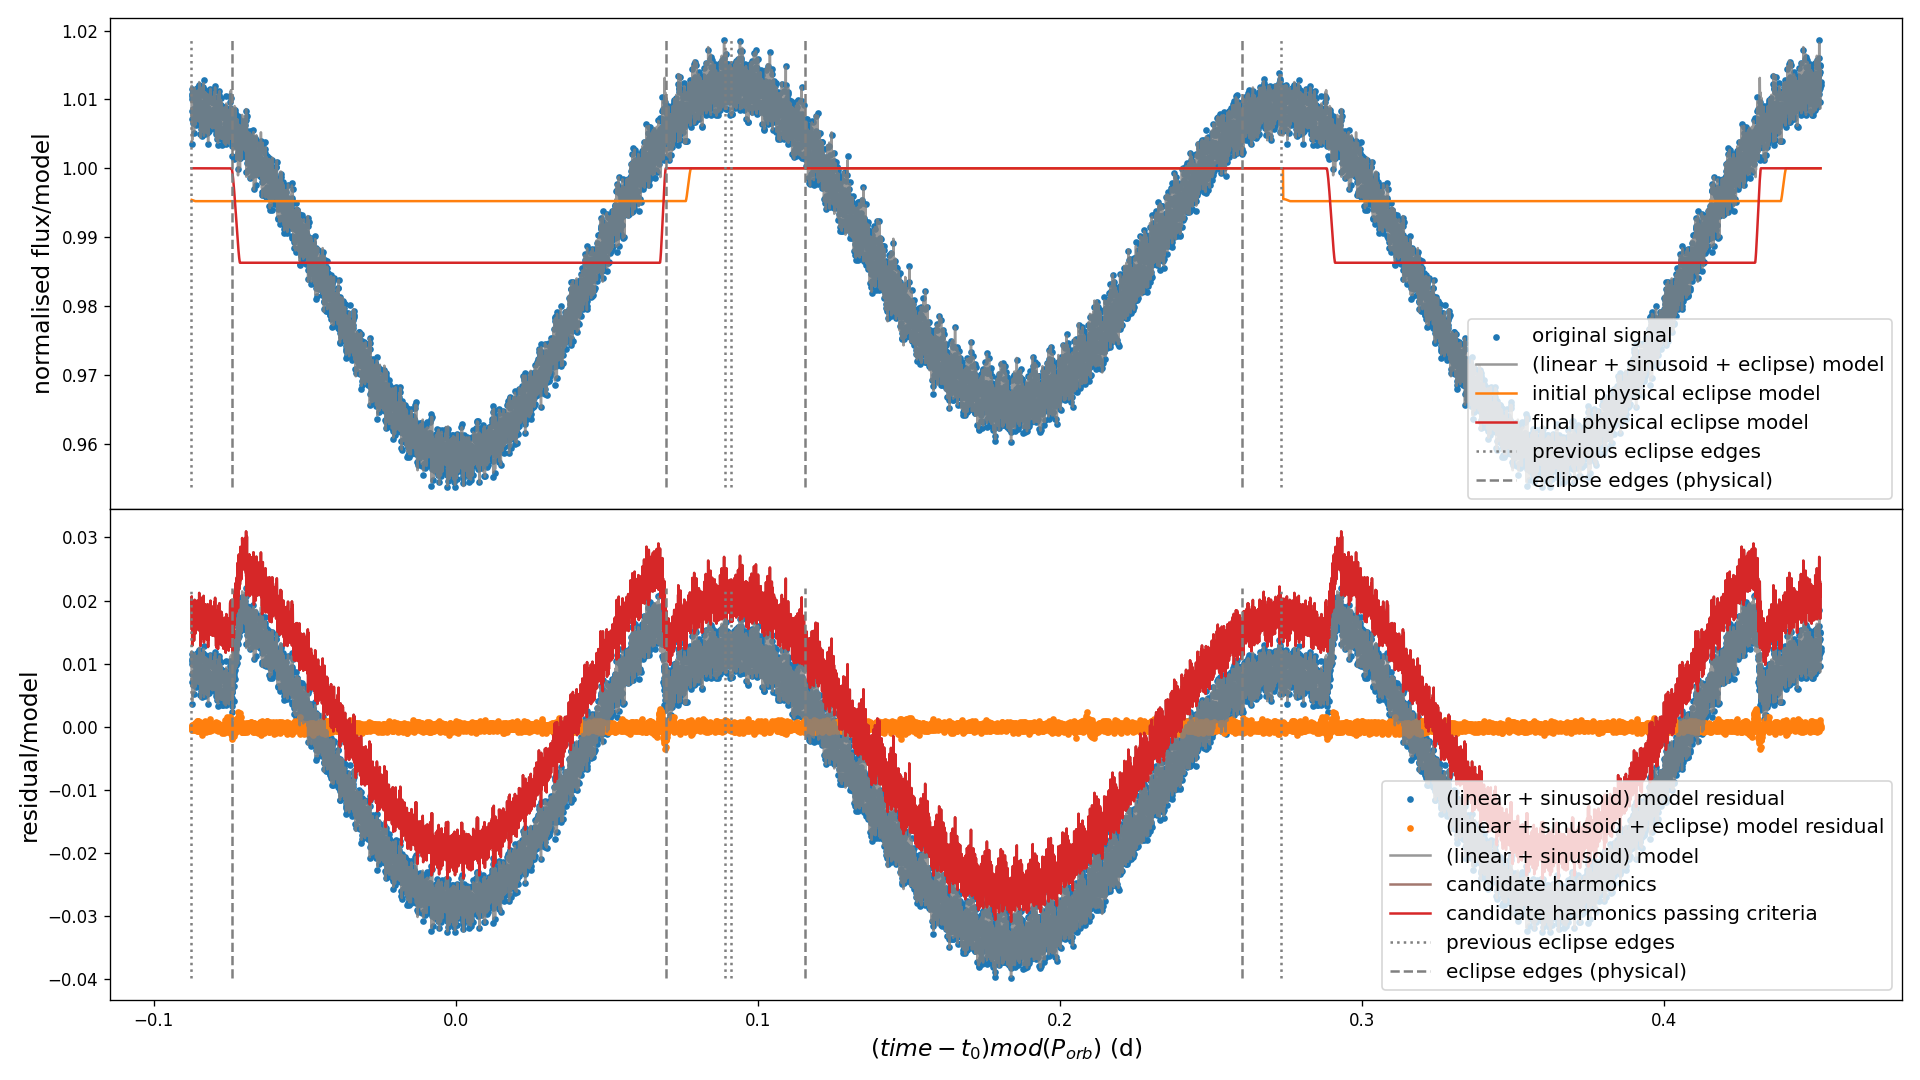 1.02
1.01
1.00
0.99
0.98
0.97
0.96
normalised flux/model
original signal
(linear + sinusoid + eclipse) model
initial physical eclipse model
final physical eclipse model
previous eclipse edges
eclipse edges (physical)
0.03
0.02
0.01
0.00
−0.01
−0.02
−0.03
−0.04
residual/model
(linear + sinusoid) model residual
(linear + sinusoid + eclipse) model residual
(linear + sinusoid) model
candidate harmonics
candidate harmonics passing criteria
previous eclipse edges
eclipse edges (physical)
−0.1 0.0 0.1 0.2 0.3 0.4
(time − t₀)mod(P_orb) (d)